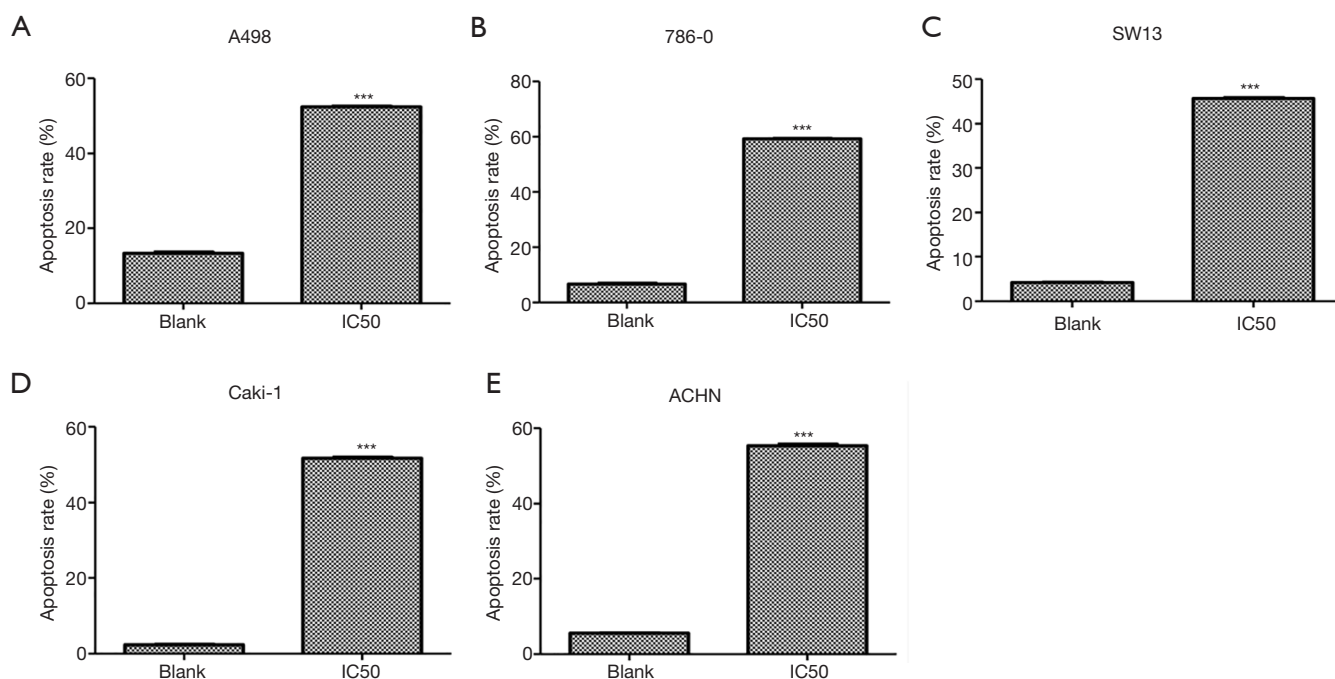 A
A498
Apoptosis rate (%)
60
40
20
0
***
Blank
IC50
B
786-0
Apoptosis rate (%)
80
60
40
20
0
***
Blank
IC50
C
SW13
Apoptosis rate (%)
50
40
30
20
10
0
***
Blank
IC50
D
Caki-1
Apoptosis rate (%)
60
40
20
0
***
Blank
IC50
E
ACHN
Apoptosis rate (%)
60
40
20
0
***
Blank
IC50